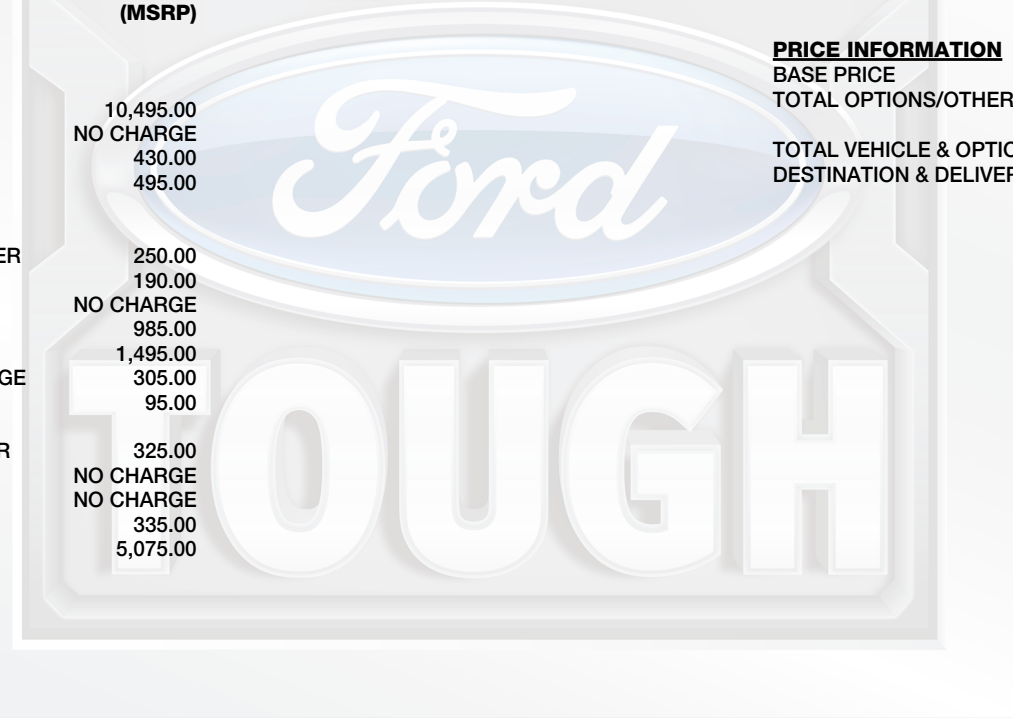 (MSRP)
10,495.00
NO CHARGE
430.00
495.00
ER 250.00
190.00
NO CHARGE
985.00
1,495.00
GE 305.00
95.00
R 325.00
NO CHARGE
NO CHARGE
335.00
5,075.00
PRICE INFORMATION
BASE PRICE
TOTAL OPTIONS/OTHER
TOTAL VEHICLE & OPTIO
DESTINATION & DELIVER
Ford
TOUGH